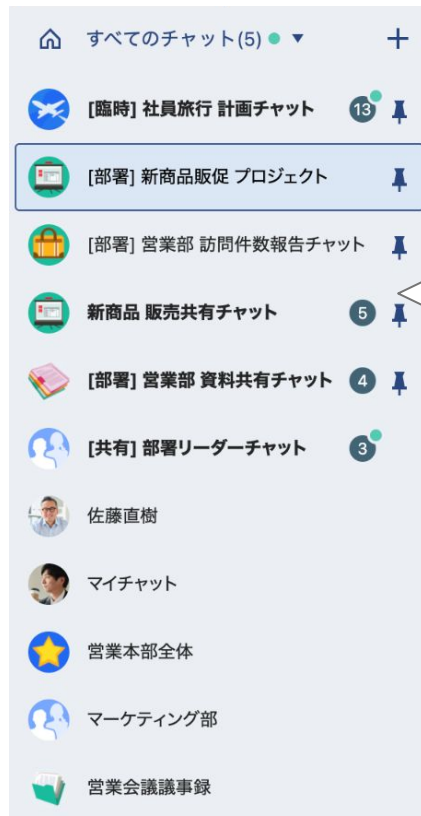 すべてのチャット(5)
[臨時] 社員旅行 計画チャット 13
[部署] 新商品販促 プロジェクト
[部署] 営業部 訪問件数報告チャット
新商品 販売共有チャット 5
[部署] 営業部 資料共有チャット 4
[共有] 部署リーダーチャット 3
佐藤直樹
マイチャット
営業本部全体
マーケティング部
営業会議議事録